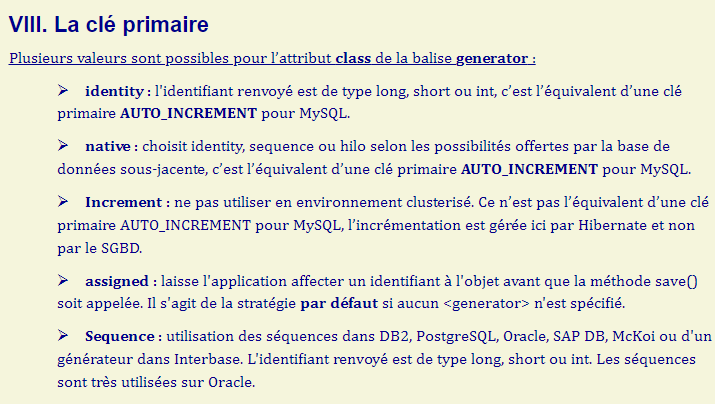 VIII. La clé primaire
Plusieurs valeurs sont possibles pour l’attribut class de la balise generator :
➢ identity : l'identifiant renvoyé est de type long, short ou int, c’est l’équivalent d’une clé
primaire AUTO_INCREMENT pour MySQL.
➢ native : choisit identity, sequence ou hilo selon les possibilités offertes par la base de
données sous-jacente, c’est l’équivalent d’une clé primaire AUTO_INCREMENT pour MySQL.
➢ Increment : ne pas utiliser en environnement clusterisé. Ce n’est pas l’équivalent d’une clé
primaire AUTO_INCREMENT pour MySQL, l’incrémentation est gérée ici par Hibernate et non
par le SGBD.
➢ assigned : laisse l'application affecter un identifiant à l'objet avant que la méthode save()
soit appelée. Il s'agit de la stratégie par défaut si aucun <generator> n'est spécifié.
➢ Sequence : utilisation des séquences dans DB2, PostgreSQL, Oracle, SAP DB, McKoi ou d'un
générateur dans Interbase. L'identifiant renvoyé est de type long, short ou int. Les séquences
sont très utilisées sur Oracle.